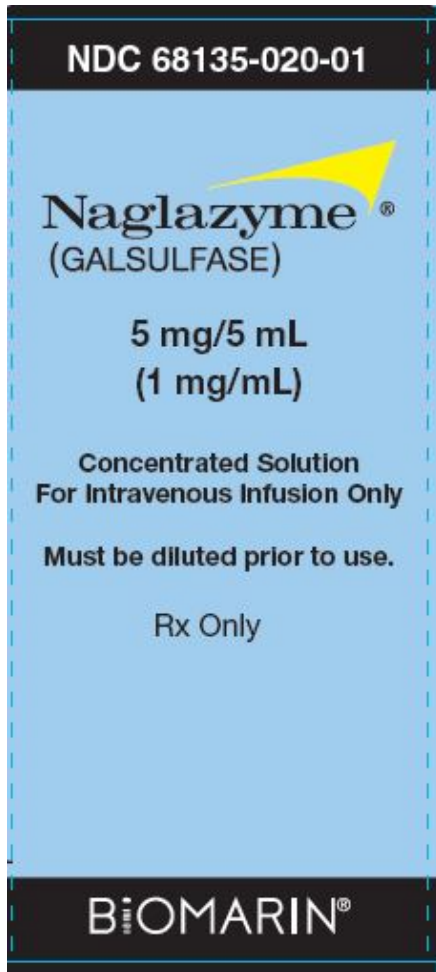 NDC 68135-020-01
Naglazyme®
(GALSULFASE)
5 mg/5 mL
(1 mg/mL)
Concentrated Solution
For Intravenous Infusion Only
Must be diluted prior to use.
Rx Only
BIOMARIN®